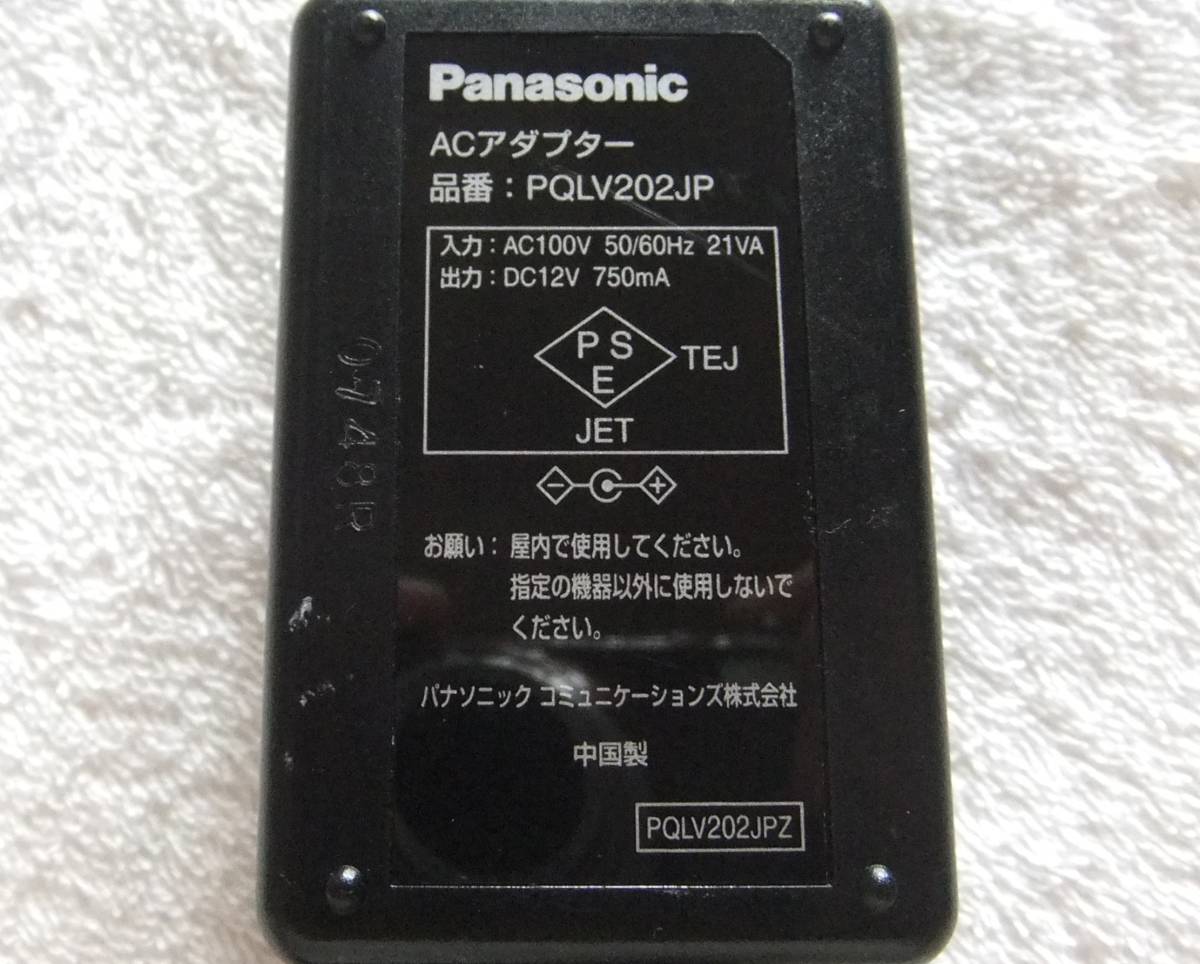 Panasonic
ACアダプター
品番：PQLV202JP
入力：AC100V 50/60Hz 21VA
出力：DC12V 750mA
PS
E
TEJ
JET
お願い：屋内で使用してください。
指定の機器以外に使用しないで
ください。
パナソニック コミュニケーションズ株式会社
中国製
PQLV202JPZ
0748R